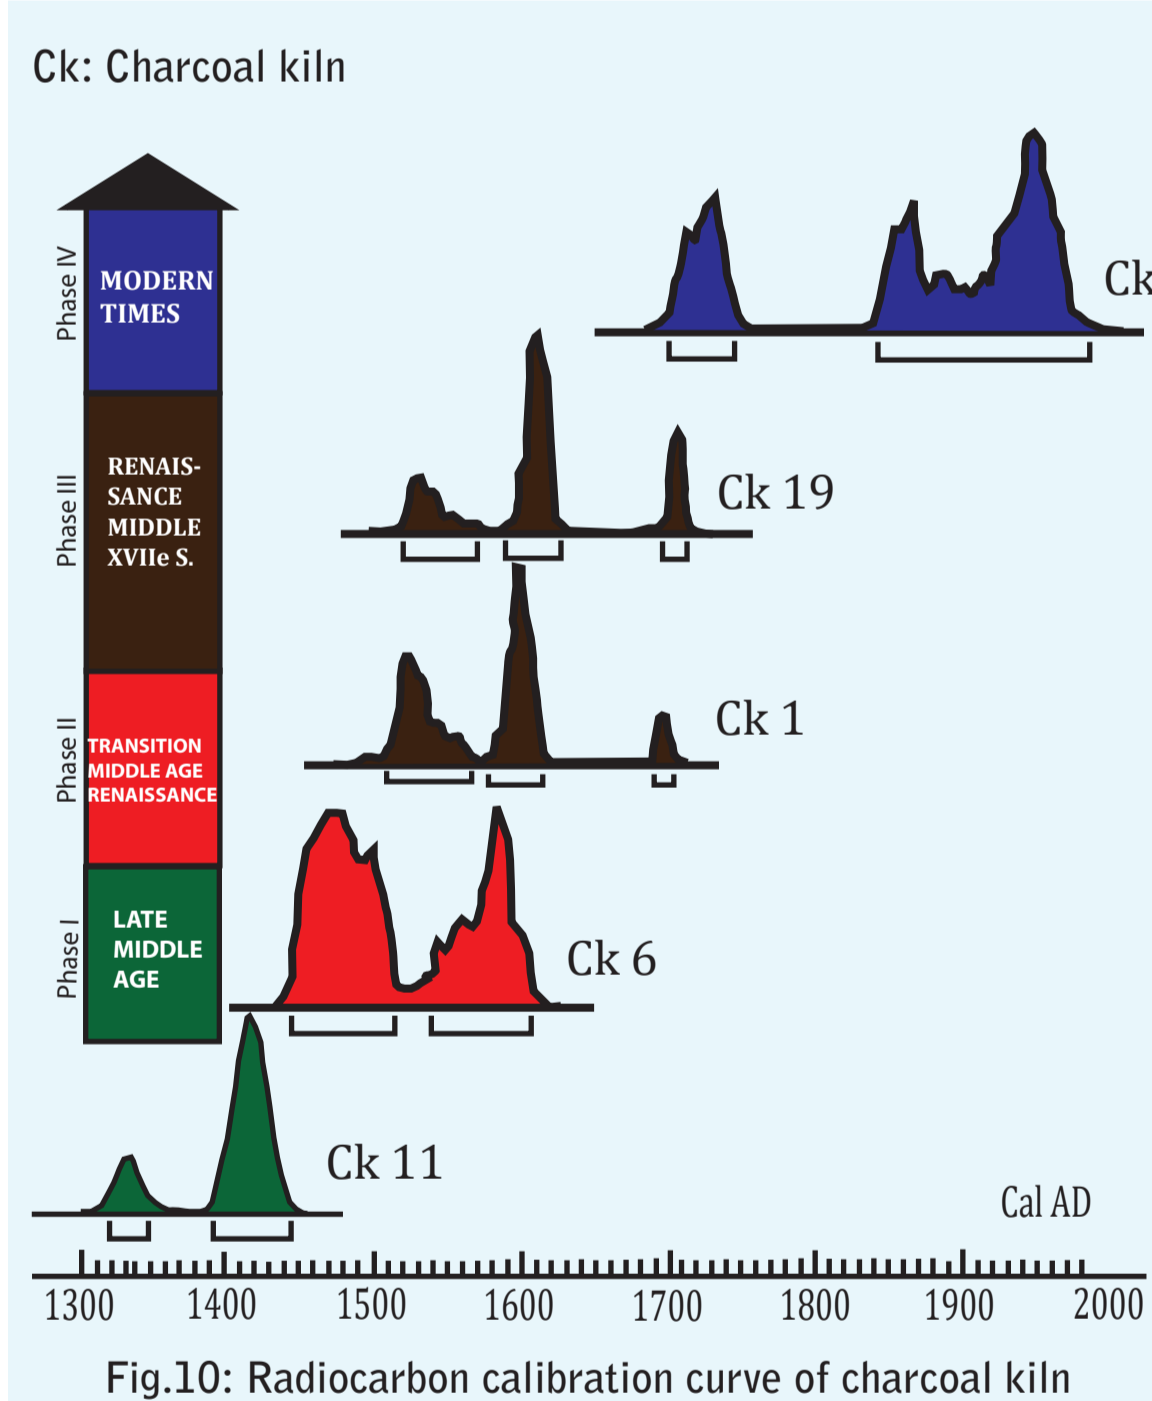 Ck: Charcoal kiln
Phase IV
MODERN
TIMES
Ck
Phase III
RENAIS-
SANCE
MIDDLE
XVIIe S.
Ck 19
Phase II
TRANSITION
MIDDLE AGE
RENAISSANCE
Ck 1
Phase I
LATE
MIDDLE
AGE
Ck 6
Ck 11
Cal AD
1300 1400 1500 1600 1700 1800 1900 2000
Fig.10: Radiocarbon calibration curve of charcoal kiln